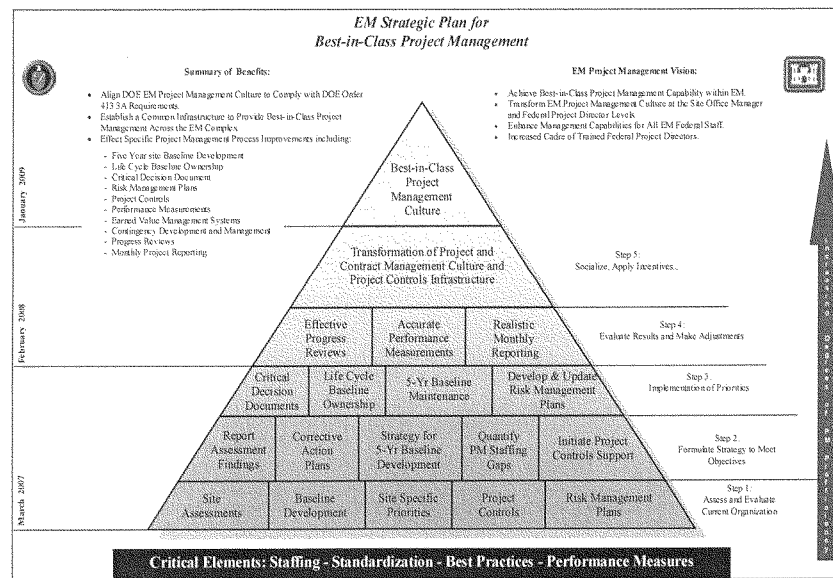 EM Strategic Plan for
Best-in-Class Project Management
Summary of Benefits:
• Align DOE EM Project Management Culture to Comply with DOE Order
413.3A Requirements.
• Establish a Common Infrastructure to Provide Best-in-Class Project
Management Across the EM Complex.
• Effect Specific Project Management Process Improvements including:
- Five Year site Baseline Development
- Life Cycle Baseline Ownership
- Critical Decision Document
- Risk Management Plans
- Project Controls
- Performance Measurements
- Earned Value Management Systems
- Contingency Development and Management
- Progress Reviews
- Monthly Project Reporting
EM Project Management Vision:
• Achieve Best-in-Class Project Management Capability within EM.
• Transform EM Project Management Culture at the Site Office Manager
and Federal Project Director Levels
• Enhance Management Capabilities for All EM Federal Staff.
• Increased Cadre of Trained Federal Project Directors.
January 2009
Best-in-Class
Project
Management
Culture
Transformation of Project and
Contract Management Culture and
Project Controls Infrastructure
Step 5:
Socialize, Apply Incentives..
February 2008
Effective
Progress
Reviews
Accurate
Performance
Measurements
Realistic
Monthly
Reporting
Step 4:
Evaluate Results and Make Adjustments
Critical
Decision
Documents
Life Cycle
Baseline
Ownership
5-Yr Baseline
Maintenance
Develop & Update
Risk Management
Plans
Step 3:
Implementation of Priorities
Report
Assessment
Findings
Corrective
Action
Plans
Strategy for
5-Yr Baseline
Development
Quantify
PM Staffing
Gaps
Initiate Project
Controls Support
Step 2.
Formulate Strategy to Meet
Objectives
March 2007
Site
Assessments
Baseline
Development
Site Specific
Priorities
Project
Controls
Risk Management
Plans
Step 1:
Assess and Evaluate
Current Organization
Critical Elements: Staffing - Standardization - Best Practices - Performance Measures